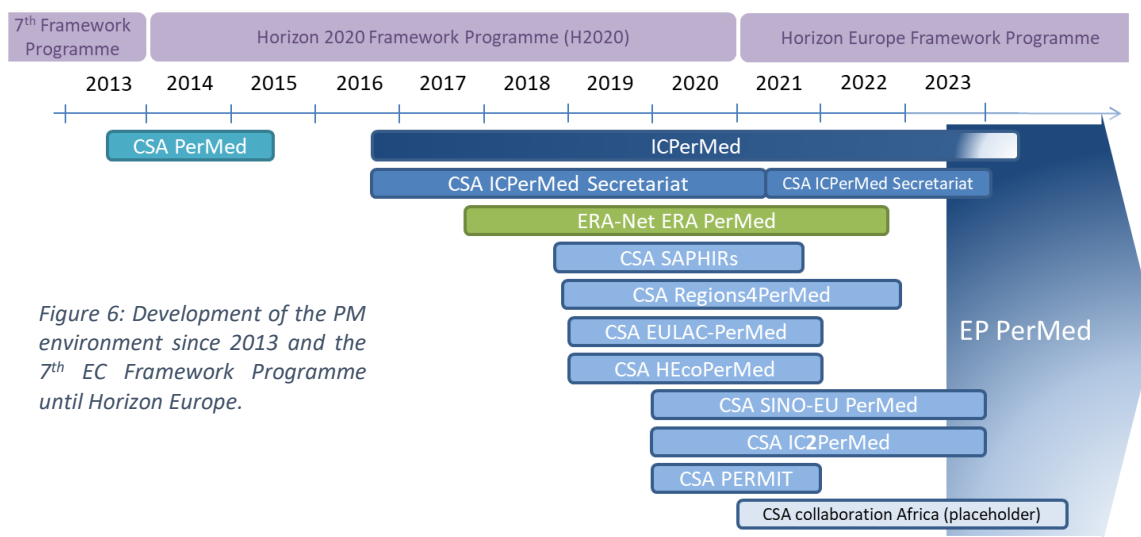 7th Framework
Programme
Horizon 2020 Framework Programme (H2020)
Horizon Europe Framework Programme
2013 2014 2015 2016 2017 2018 2019 2020 2021 2022 2023
CSA PerMed
ICPerMed
CSA ICPerMed Secretariat
CSA ICPerMed Secretariat
ERA-Net ERA PerMed
CSA SAPHIRs
CSA Regions4PerMed
CSA EULAC-PerMed
CSA HEcoPerMed
CSA SINO-EU PerMed
CSA IC2PerMed
CSA PERMIT
CSA collaboration Africa (placeholder)
EP PerMed
Figure 6: Development of the PM
environment since 2013 and the
7th EC Framework Programme
until Horizon Europe.